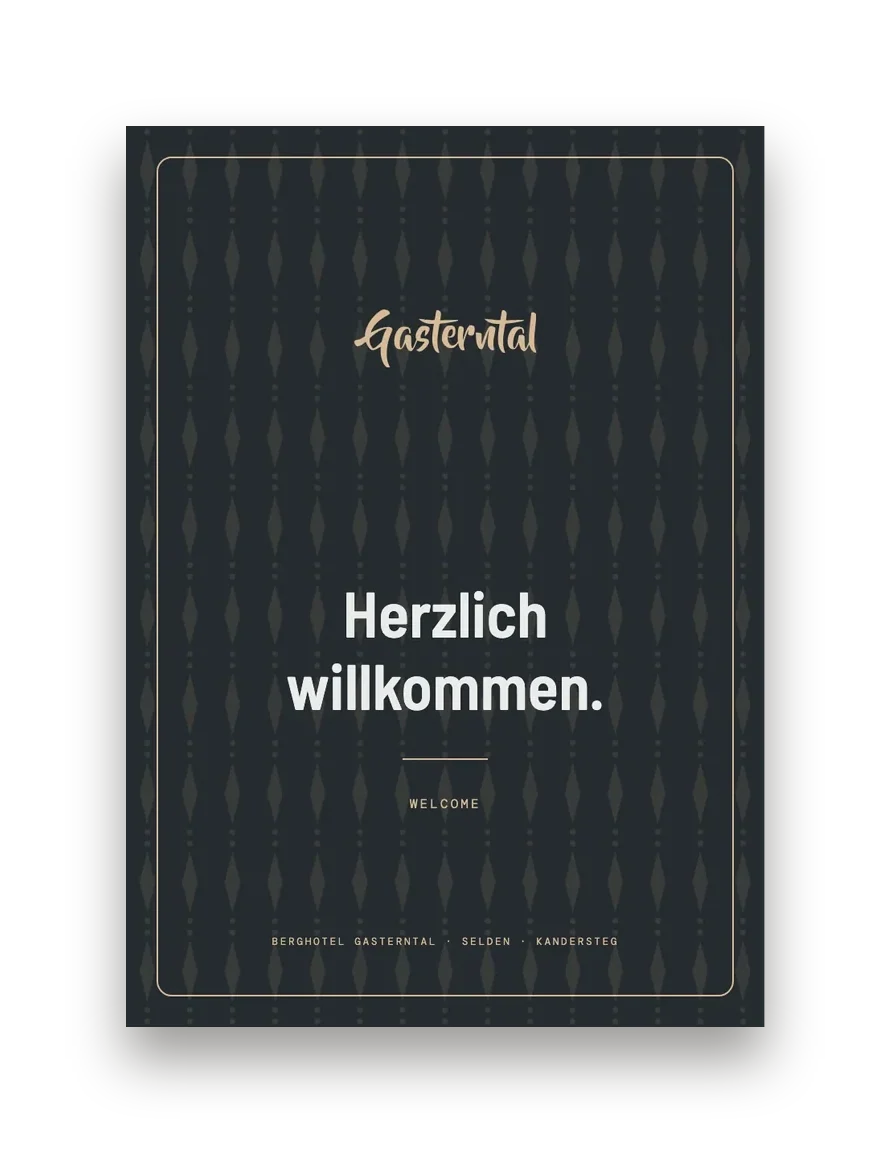 Gasterntal
Herzlich
willkommen.
WELCOME
BERGHOTEL GASTERNTAL · SELDEN · KANDERSTEG